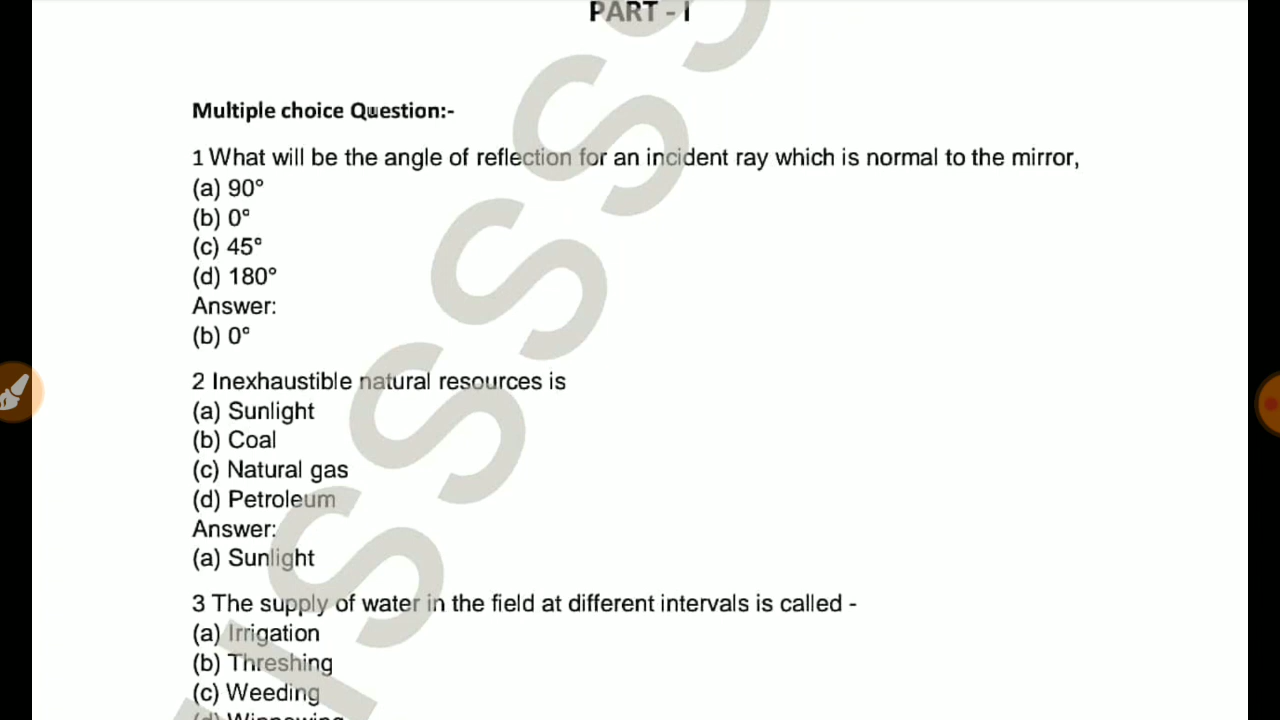 PART - I
Multiple choice Question:-
1 What will be the angle of reflection for an incident ray which is normal to the mirror,
(a) 90°
(b) 0°
(c) 45°
(d) 180°
Answer:
(b) 0°
2 Inexhaustible natural resources is
(a) Sunlight
(b) Coal
(c) Natural gas
(d) Petroleum
Answer:
(a) Sunlight
3 The supply of water in the field at different intervals is called -
(a) Irrigation
(b) Threshing
(c) Weeding
(d) Winnowing